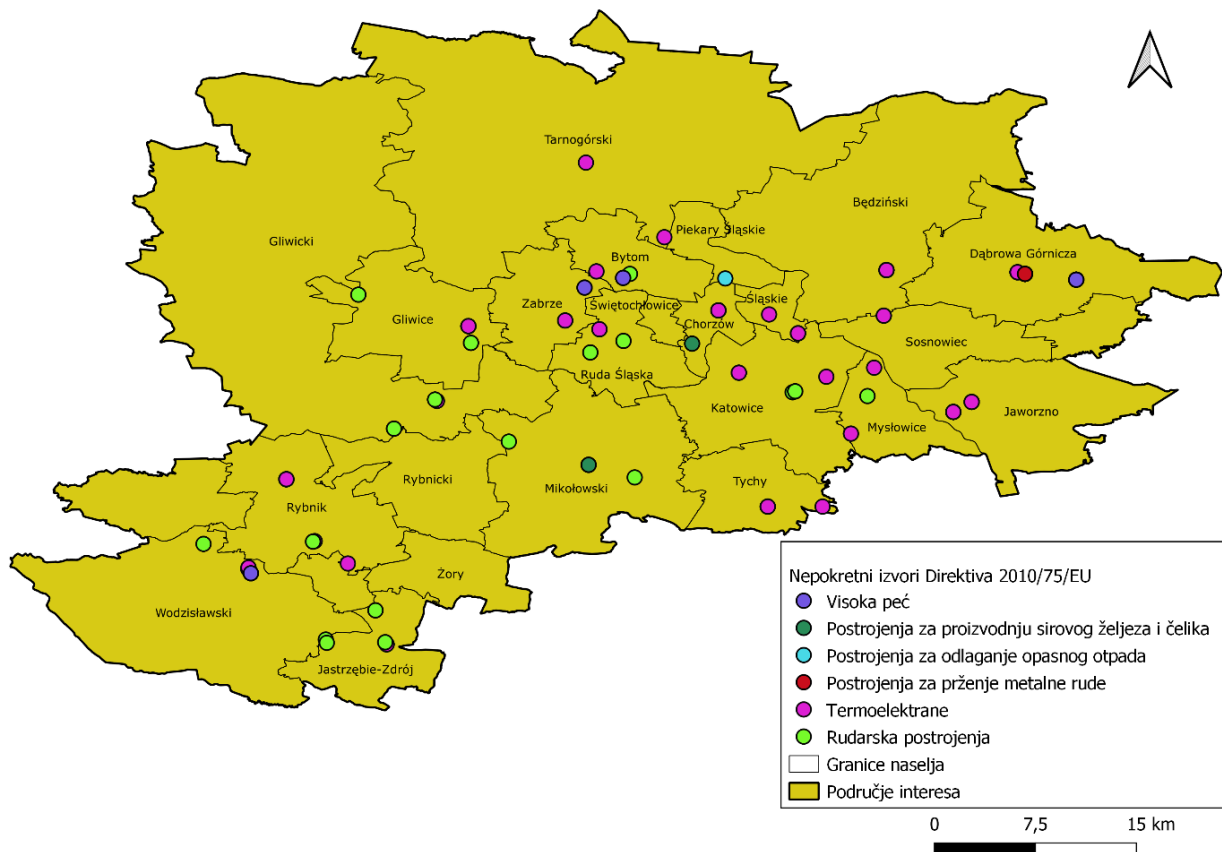 Tarnogórski
Będziński
Piekary Śląskie
Gliwicki
Bytom
Dąbrowa Górnicza
Zabrze
Świętochłowice
Śląskie
Gliwice
Chorzów
Sosnowiec
Ruda Śląska
Katowice
Jaworzno
Mysłowice
Rybnicki
Mikołowski
Tychy
Rybnik
Żory
Wodzisławski
Jastrzębie-Zdrój
Nepokretni izvori Direktiva 2010/75/EU
Visoka peć
Postrojenja za proizvodnju sirovog željeza i čelika
Postrojenja za odlaganje opasnog otpada
Postrojenja za prženje metalne rude
Termoelektrane
Rudarska postrojenja
Granice naselja
Područje interesa
0 7,5 15 km